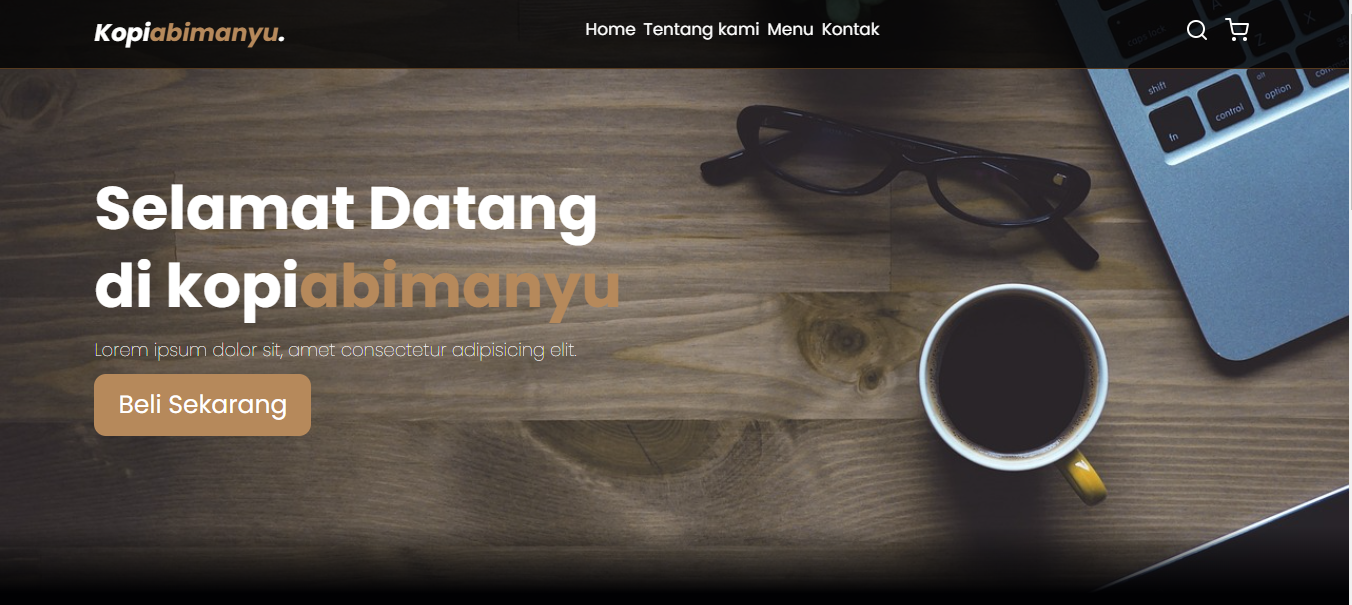 Kopiabimanyu.
Home Tentang kami Menu Kontak
caps lock
Z
shift
fn
control
option
alt
Selamat Datang
di kopiabimanyu
Lorem ipsum dolor sit, amet consectetur adipisicing elit.
Beli Sekarang